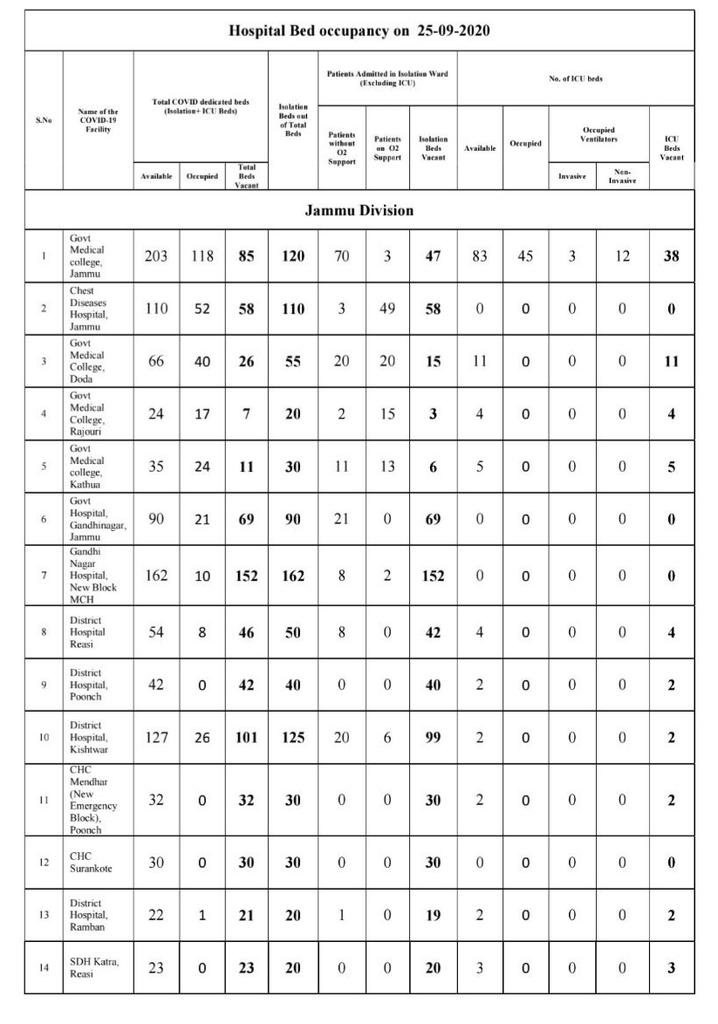 Hospital Bed occupancy on 25-09-2020
S.No
Name of the
COVID-19
Facility
Total COVID dedicated beds
(Isolation+ ICU Beds)
Isolation
Beds out
of Total
Beds
Patients Admitted in Isolation Ward
(Excluding ICU)
No. of ICU beds
Available
Occupied
Total
Beds
Vacant
Patients
without
O2
Support
Patients
on O2
Support
Isolation
Beds
Vacant
Available
Occupied
Occupied
Ventilators
Invasive
Non-
Invasive
ICU
Beds
Vacant
Jammu Division
1
Govt
Medical
college,
Jammu
203 118 85 120 70 3 47 83 45 3 12 38
2
Chest
Diseases
Hospital,
Jammu
110 52 58 110 3 49 58 0 0 0 0 0
3
Govt
Medical
College,
Doda
66 40 26 55 20 20 15 11 0 0 0 11
4
Govt
Medical
College,
Rajouri
24 17 7 20 2 15 3 4 0 0 0 4
5
Govt
Medical
college,
Kathua
35 24 11 30 11 13 6 5 0 0 0 5
6
Govt
Hospital,
Gandhinagar,
Jammu
90 21 69 90 21 0 69 0 0 0 0 0
7
Gandhi
Nagar
Hospital,
New Block
MCH
162 10 152 162 8 2 152 0 0 0 0 0
8
District
Hospital
Reasi
54 8 46 50 8 0 42 4 0 0 0 4
9
District
Hospital,
Poonch
42 0 42 40 0 0 40 2 0 0 0 2
10
District
Hospital,
Kishtwar
127 26 101 125 20 6 99 2 0 0 0 2
11
CHC
Mendhar
(New
Emergency
Block),
Poonch
32 0 32 30 0 0 30 2 0 0 0 2
12
CHC
Surankote
30 0 30 30 0 0 30 0 0 0 0 0
13
District
Hospital,
Ramban
22 1 21 20 1 0 19 2 0 0 0 2
14
SDH Katra,
Reasi
23 0 23 20 0 0 20 3 0 0 0 3